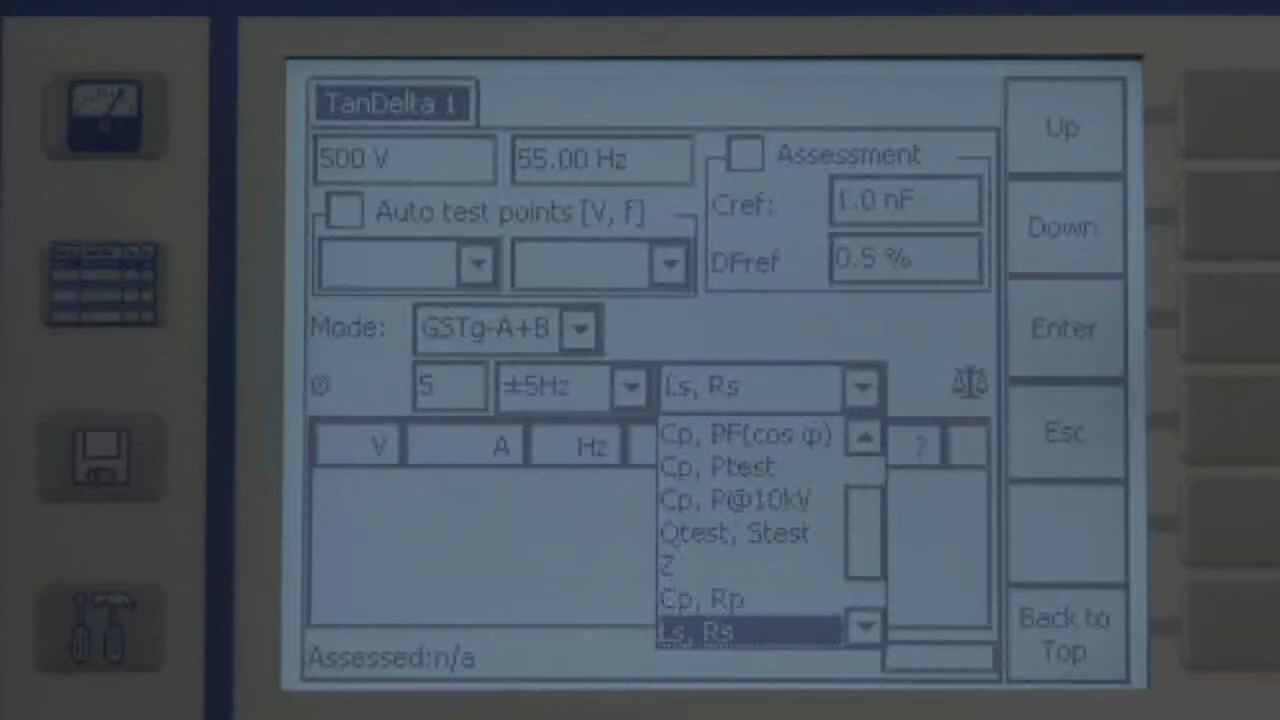 TanDelta 1
Up
500 V
55.00 Hz
Assessment
Auto test points [V, f]
Cref:
1.0 nF
Down
DFref
0.5 %
Mode:
GSTg-A+B
Enter
∅
5
±5Hz
Ls, Rs
V
A
Hz
?
Esc
Cp, PF(cos φ)
Cp, Ptest
Cp, P@10kV
Qtest, Stest
Z
Cp, Rp
Ls, Rs
Assessed:n/a
Back to
Top